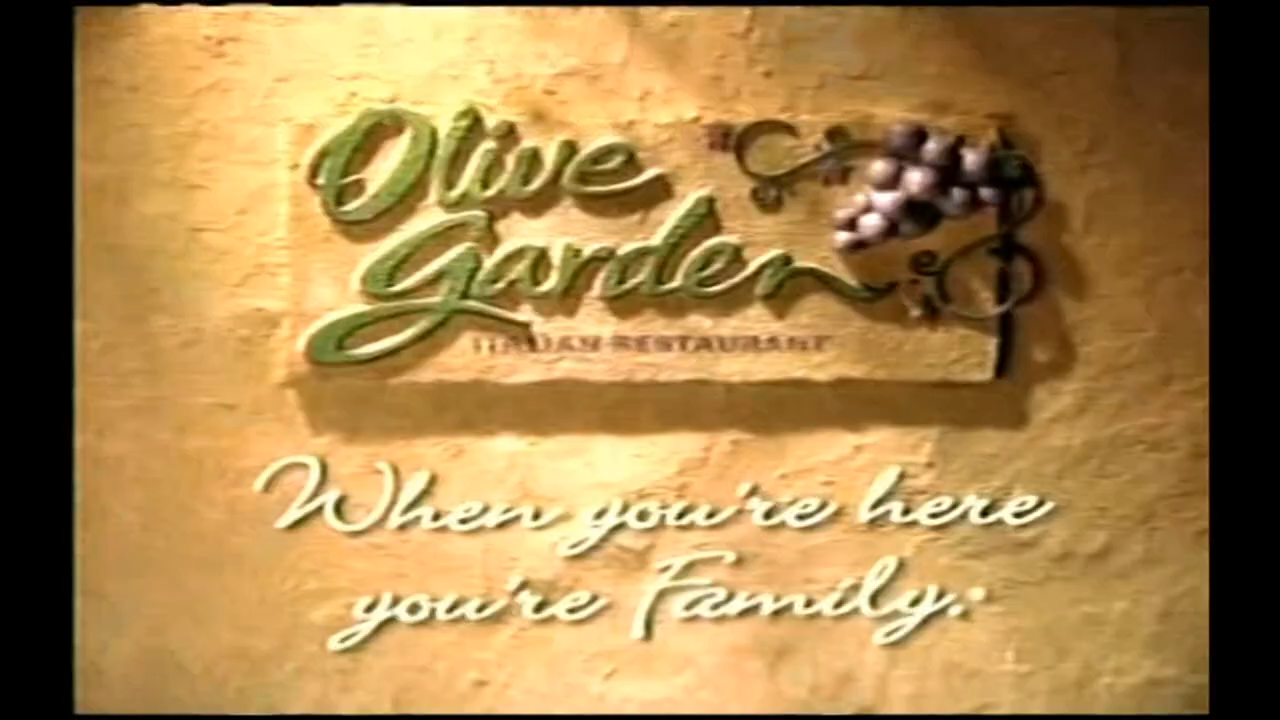 Olive
Garden
ITALIAN RESTAURANT
When you're here
you're Family.